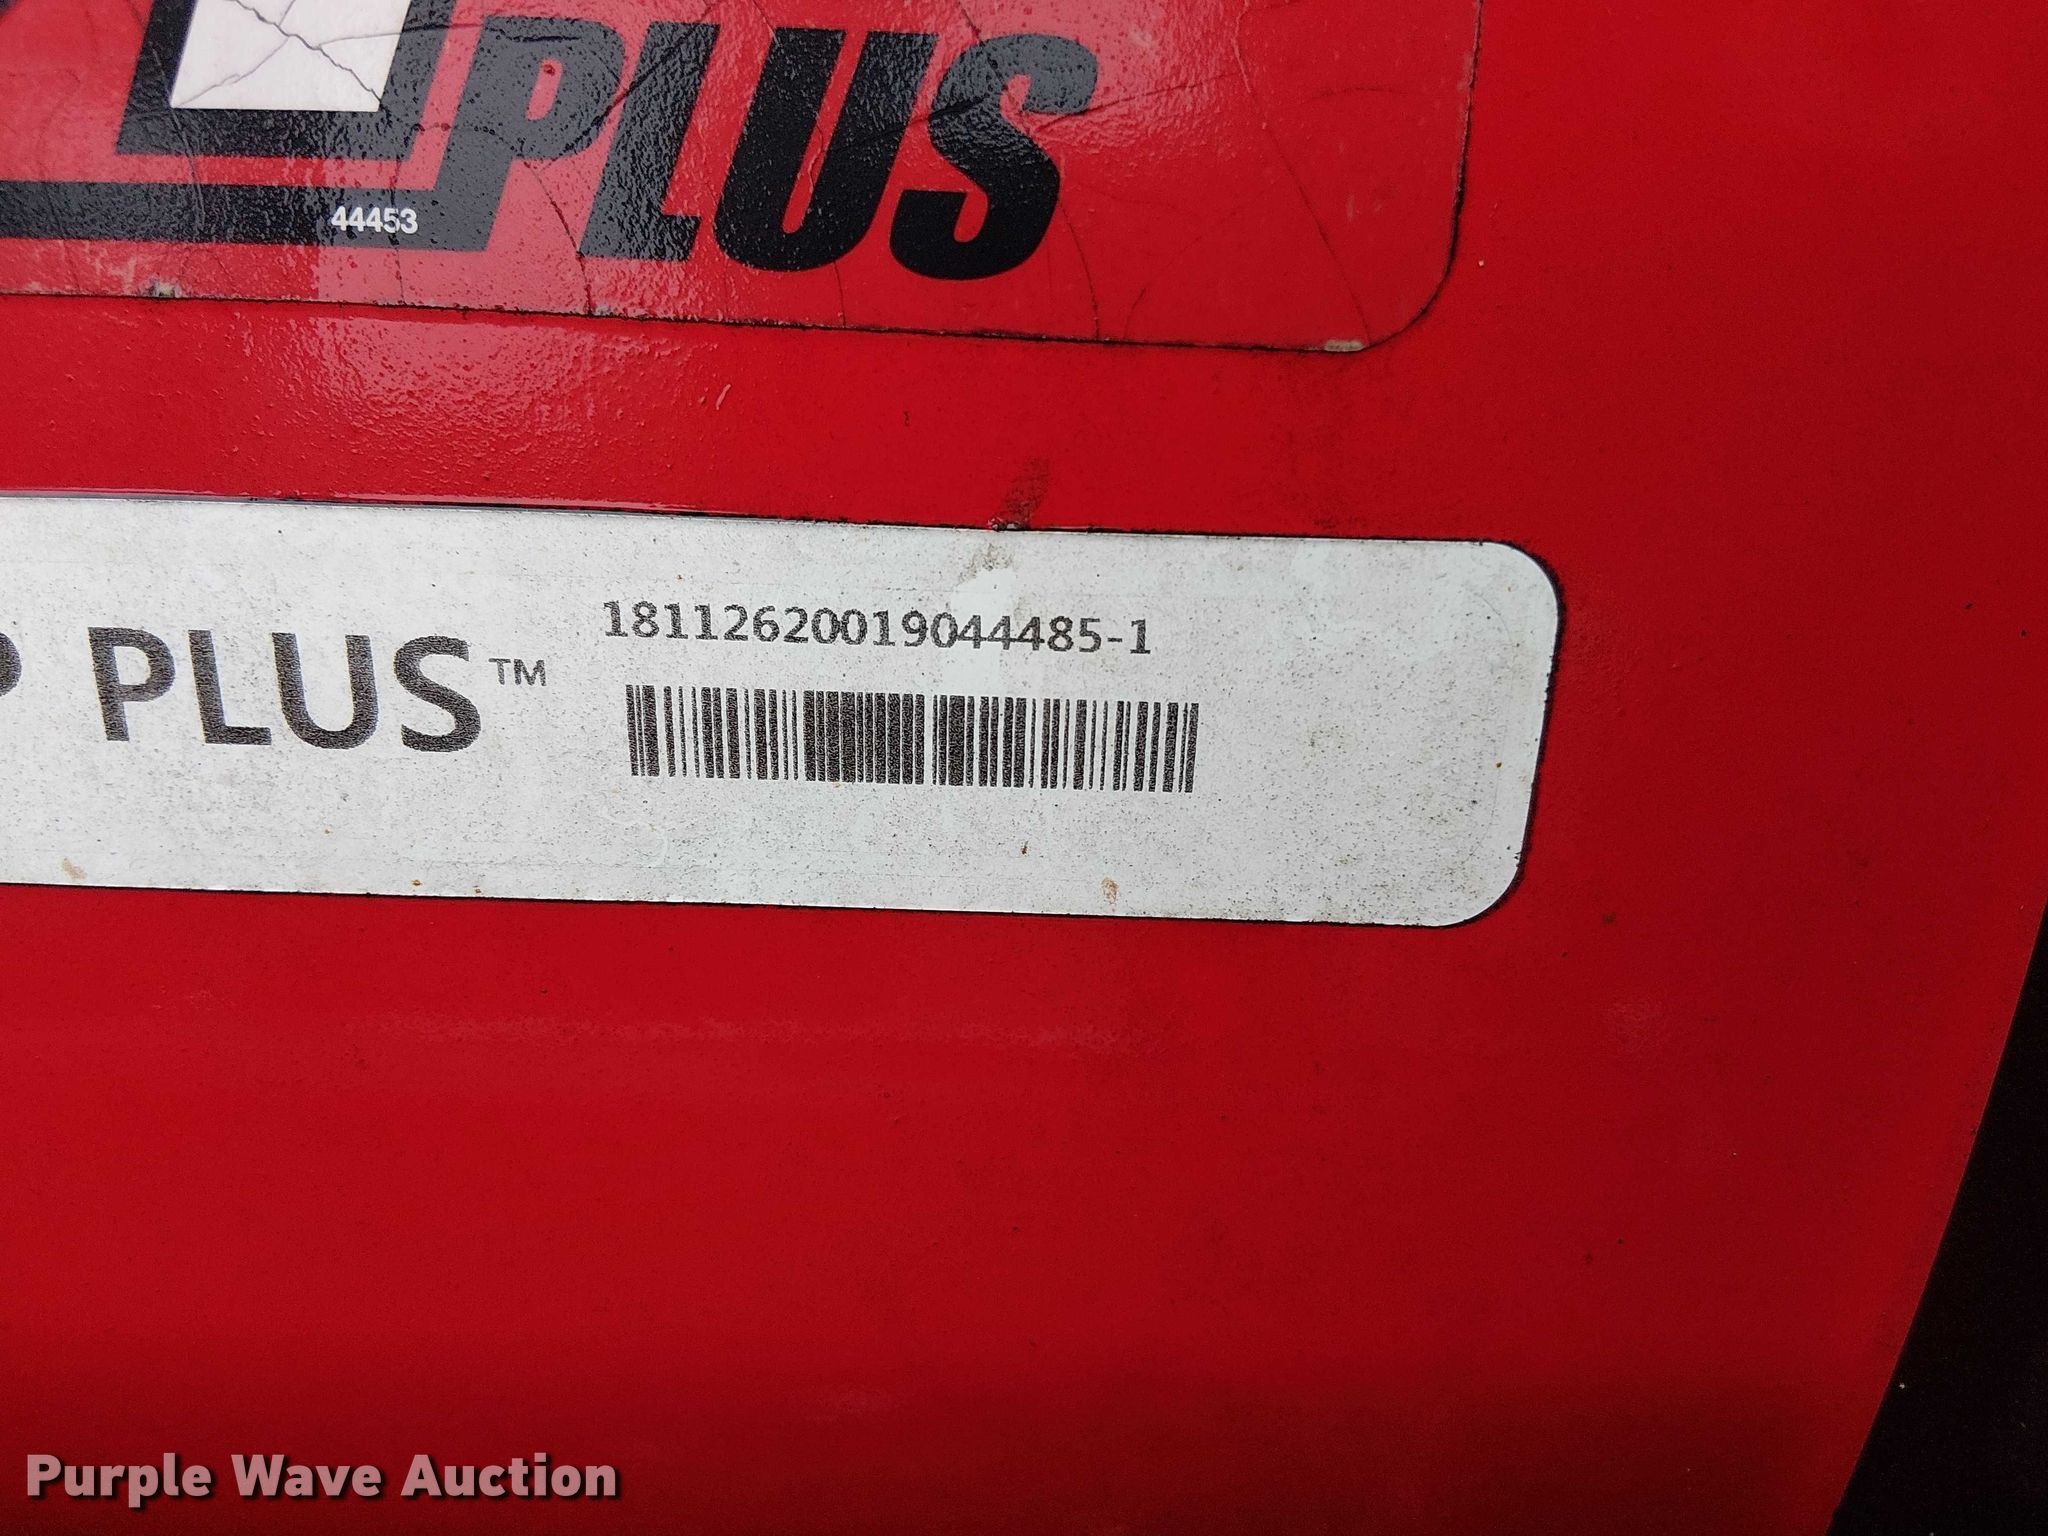 PLUS
44453
P PLUS™
18112620019044485-1
Purple Wave Auction